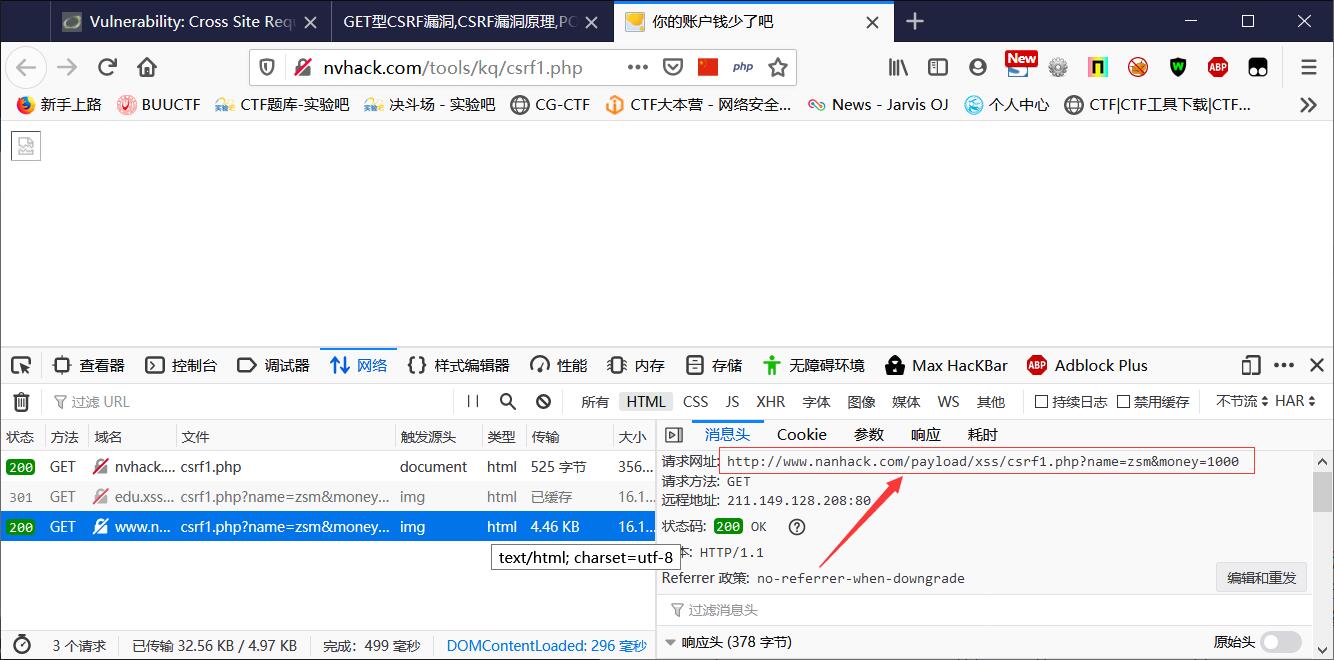 Vulnerability: Cross Site Requ
GET型CSRF漏洞,CSRF漏洞原理,PO
你的账户钱少了吧
nvhack.com/tools/kq/csrf1.php
php
New
ABP
新手上路
BUUCTF
CTF题库-实验吧
决斗场 - 实验吧
CG-CTF
CTF大本营 - 网络安全...
News - Jarvis OJ
个人中心
CTF|CTF工具下载|CTF...
查看器
控制台
调试器
网络
样式编辑器
性能
内存
存储
无障碍环境
Max HacKBar
ABP Adblock Plus
过滤 URL
所有 HTML CSS JS XHR 字体 图像 媒体 WS 其他
持续日志 禁用缓存 不节流 HAR
状态 方法 域名 文件 触发源头 类型 传输 大小
200 GET nvhack.... csrf1.php document html 525 字节 356...
301 GET edu.xss... csrf1.php?name=zsm&money... img html 已缓存 16.1...
200 GET www.n... csrf1.php?name=zsm&money... img html 4.46 KB 16.1...
text/html; charset=utf-8
消息头 Cookie 参数 响应 耗时
请求网址: http://www.nanhack.com/payload/xss/csrf1.php?name=zsm&money=1000
请求方法: GET
远程地址: 211.149.128.208:80
状态码: 200 OK
本: HTTP/1.1
Referrer 政策: no-referrer-when-downgrade
编辑和重发
过滤消息头
响应头 (378 字节)
原始头
3 个请求
已传输 32.56 KB / 4.97 KB
完成: 499 毫秒
DOMContentLoaded: 296 毫秒